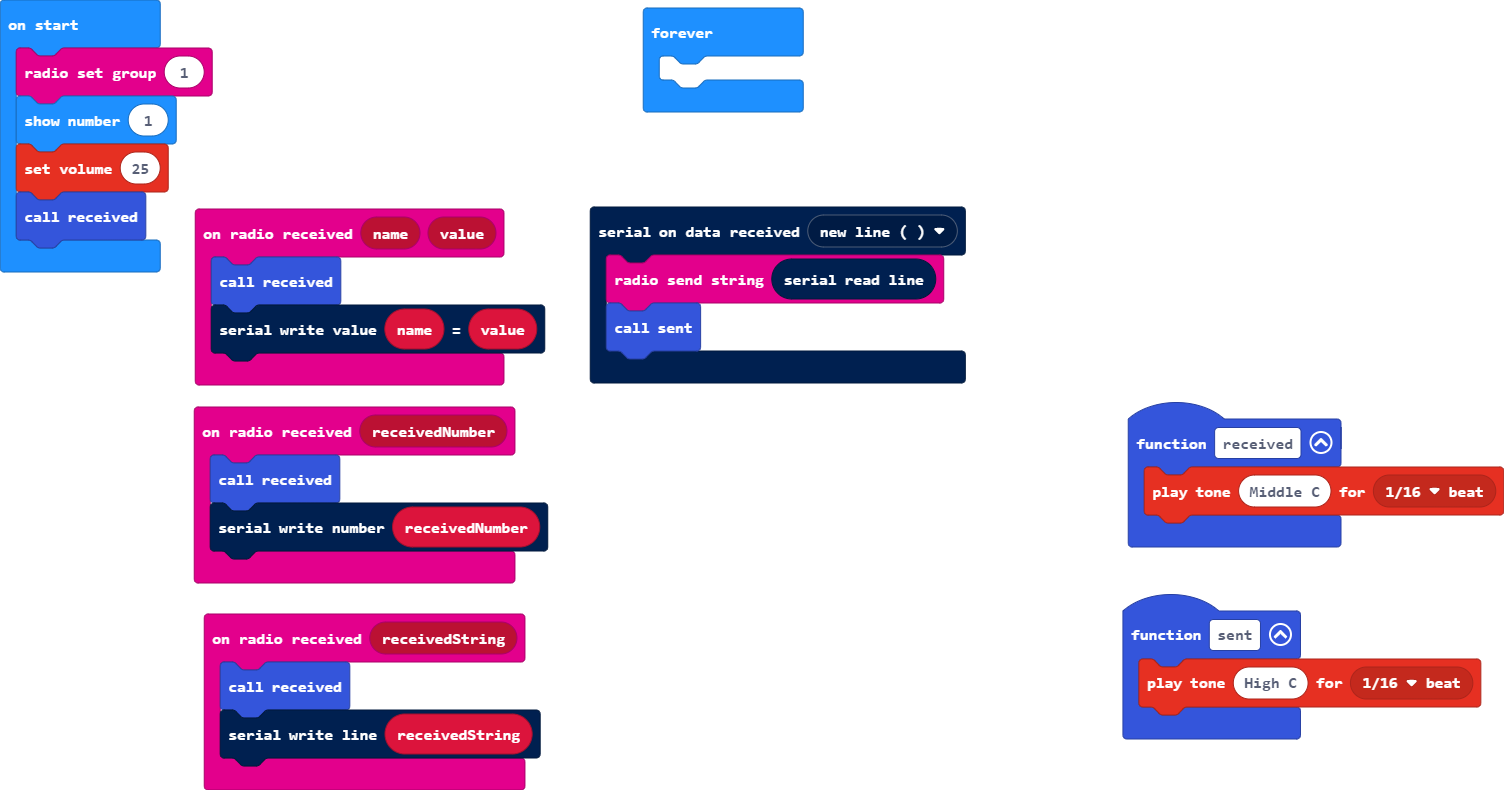 on start
radio set group 1
show number 1
set volume 25
call received
forever
on radio received name value
call received
serial write value name = value
serial on data received new line ( )
radio send string serial read line
call sent
on radio received receivedNumber
call received
serial write number receivedNumber
on radio received receivedString
call received
serial write line receivedString
function received
play tone Middle C for 1/16 beat
function sent
play tone High C for 1/16 beat